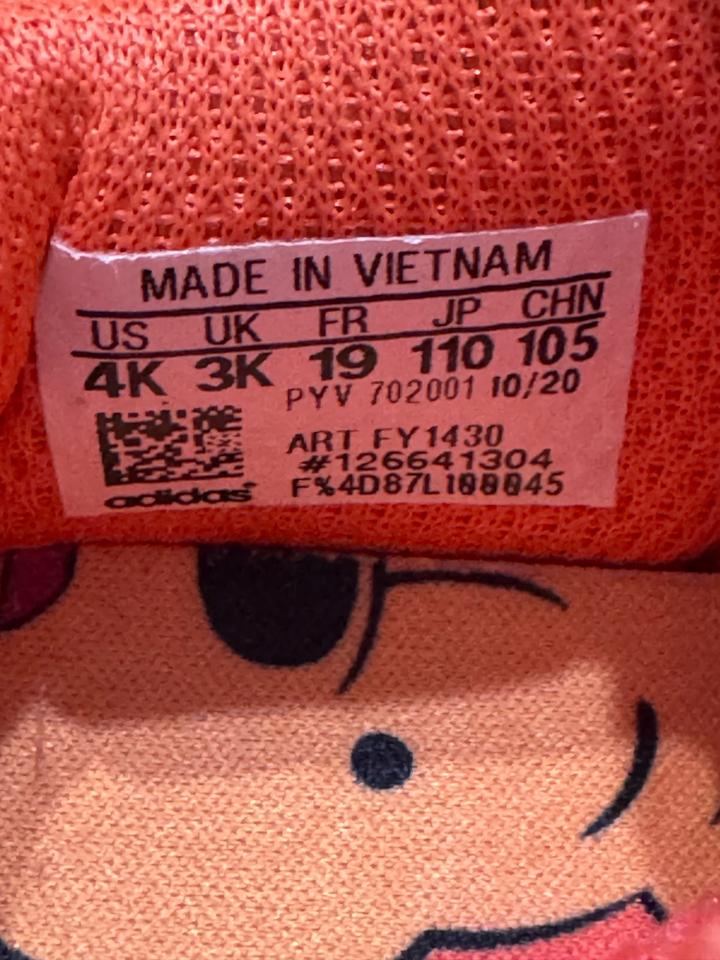 MADE IN VIETNAM
US UK FR JP CHN
4K 3K 19 110 105
PYV 702001 10/20
ART FY1430
#126641304
F%4D87L100045
adidas